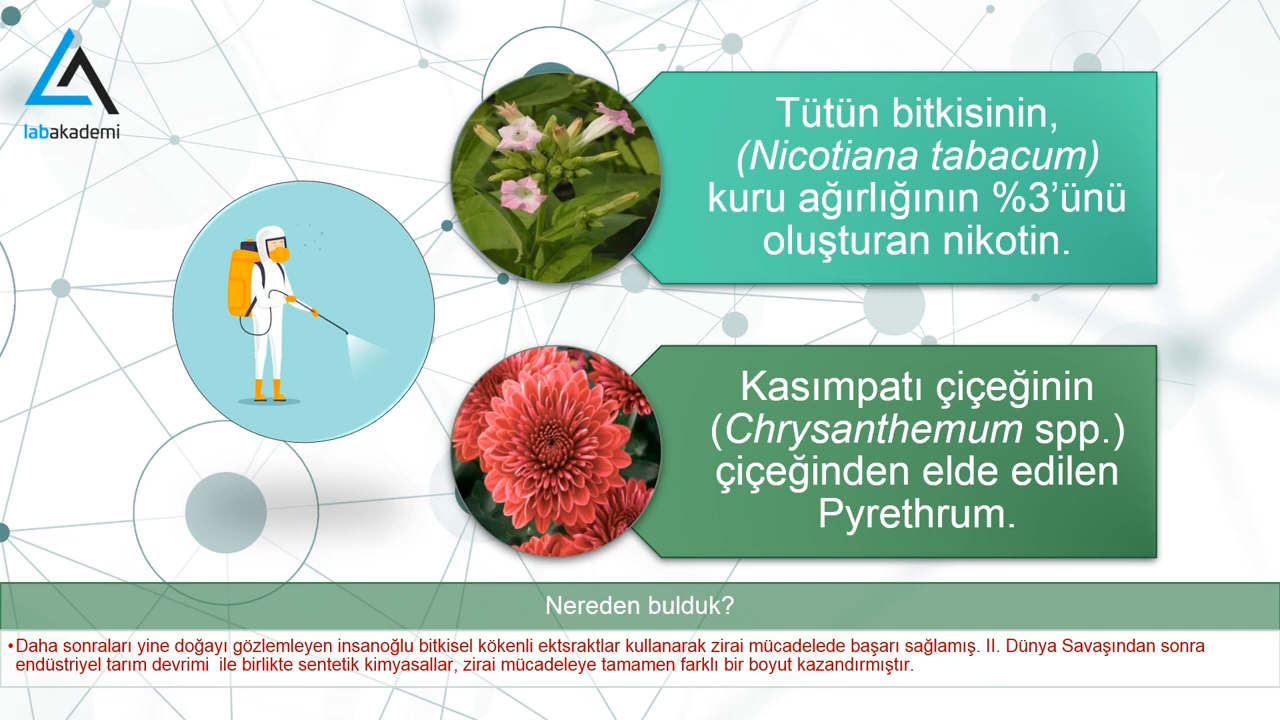 labakademi
Tütün bitkisinin,
(Nicotiana tabacum)
kuru ağırlığının %3’ünü
oluşturan nikotin.
Kasımpatı çiçeğinin
(Chrysanthemum spp.)
çiçeğinden elde edilen
Pyrethrum.
Nereden bulduk?
•Daha sonraları yine doğayı gözlemleyen insanoğlu bitkisel kökenli ektsraktlar kullanarak zirai mücadelede başarı sağlamış. II. Dünya Savaşından sonra
endüstriyel tarım devrimi ile birlikte sentetik kimyasallar, zirai mücadeleye tamamen farklı bir boyut kazandırmıştır.